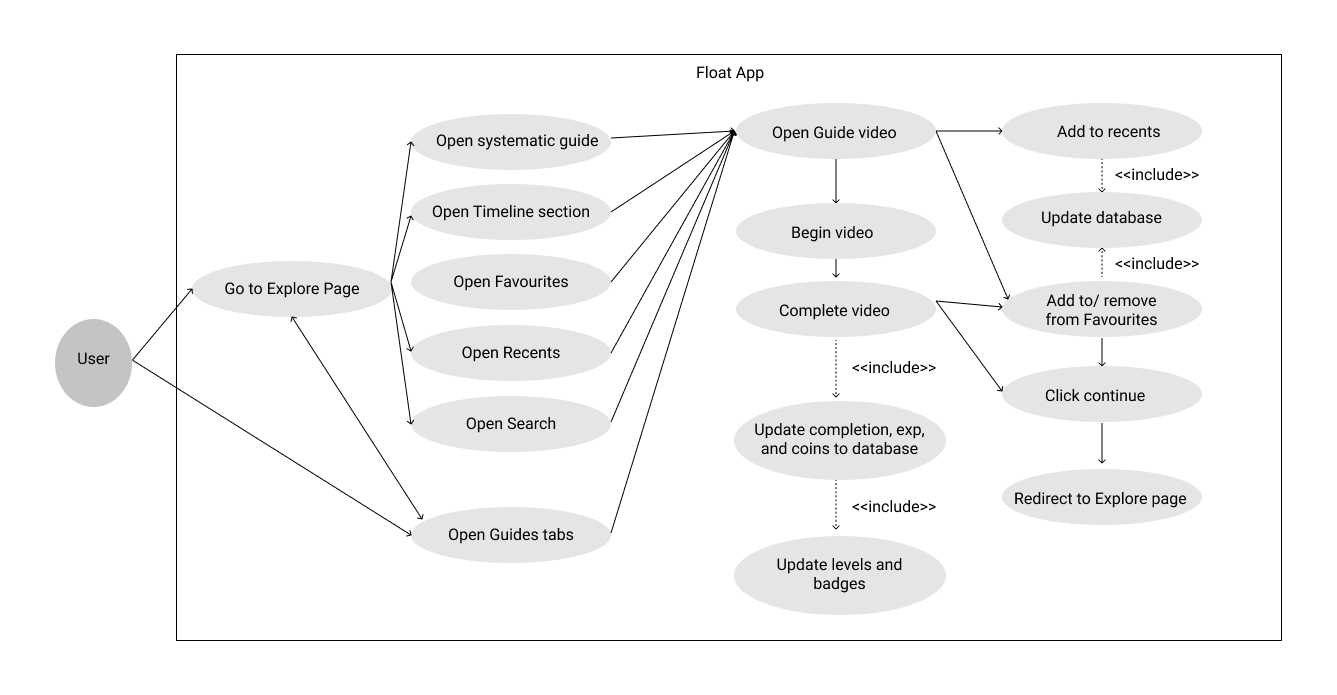 Float App
User
Go to Explore Page
Open systematic guide
Open Timeline section
Open Favourites
Open Recents
Open Search
Open Guides tabs
Open Guide video
Begin video
Complete video
<<include>>
Update completion, exp,
and coins to database
<<include>>
Update levels and
badges
Add to recents
<<include>>
Update database
<<include>>
Add to/ remove
from Favourites
Click continue
Redirect to Explore page